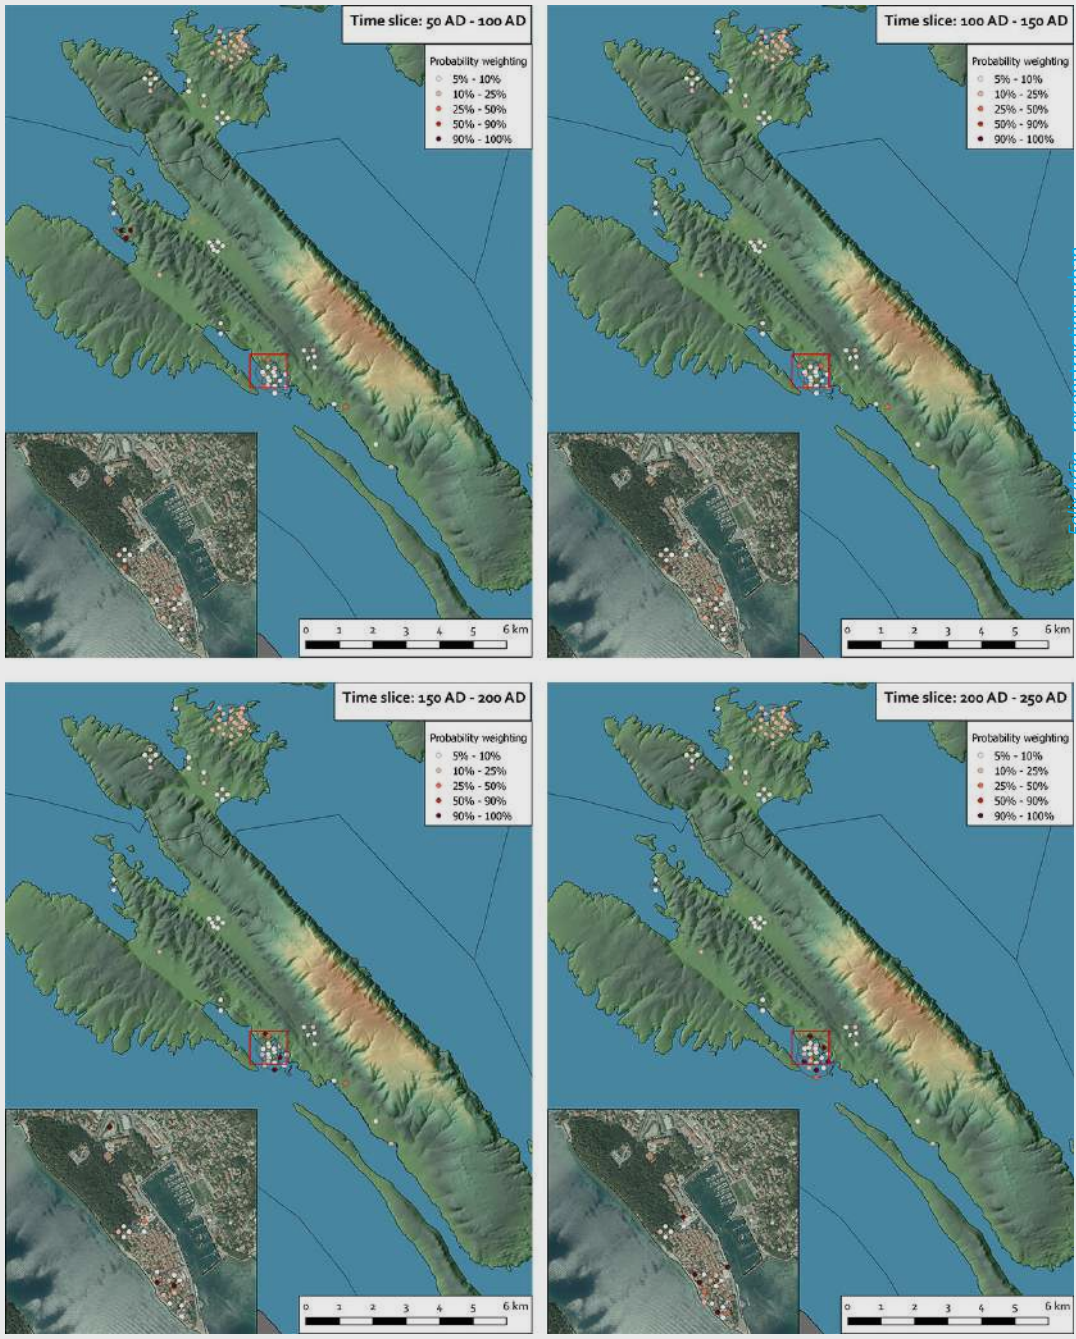 Time slice: 50 AD - 100 AD
Probability weighting
5% - 10%
10% - 25%
25% - 50%
50% - 90%
90% - 100%
0 1 2 3 4 5 6 km
Time slice: 100 AD - 150 AD
Probability weighting
5% - 10%
10% - 25%
25% - 50%
50% - 90%
90% - 100%
0 1 2 3 4 5 6 km
Time slice: 150 AD - 200 AD
Probability weighting
5% - 10%
10% - 25%
25% - 50%
50% - 90%
90% - 100%
0 1 2 3 4 5 6 km
Time slice: 200 AD - 250 AD
Probability weighting
5% - 10%
10% - 25%
25% - 50%
50% - 90%
90% - 100%
0 1 2 3 4 5 6 km